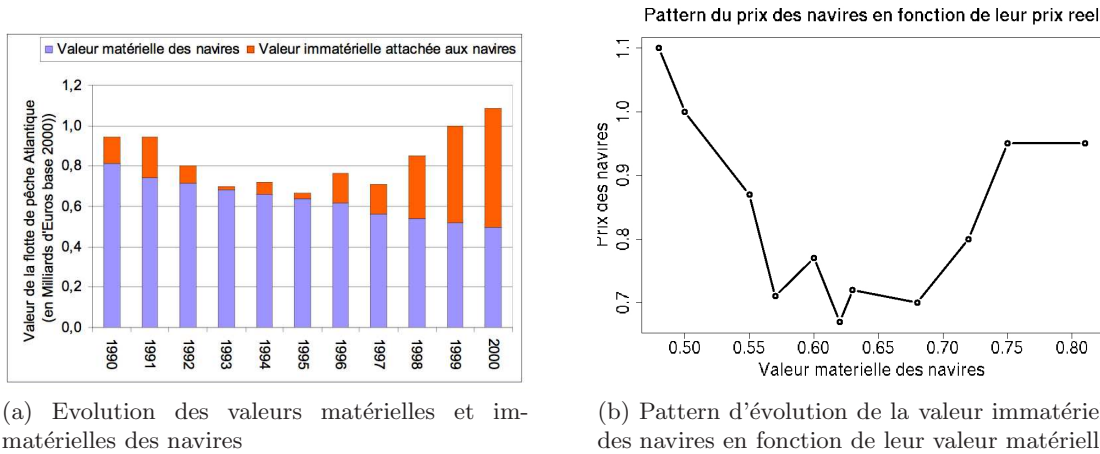 Valeur matérielle des navires Valeur immatérielle attachée aux navires
Valeur de la flotte de pêche Atlantique
(en Milliards d'Euros base 2000))
1,2
1,0
0,8
0,6
0,4
0,2
0,0
1990 1991 1992 1993 1994 1995 1996 1997 1998 1999 2000
(a) Evolution des valeurs matérielles et im-
matérielles des navires
Pattern du prix des navires en fonction de leur prix reel
Prix des navires
1.1
1.0
0.9
0.8
0.7
0.50 0.55 0.60 0.65 0.70 0.75 0.80
Valeur materielle des navires
(b) Pattern d'évolution de la valeur immatérie
des navires en fonction de leur valeur matériell